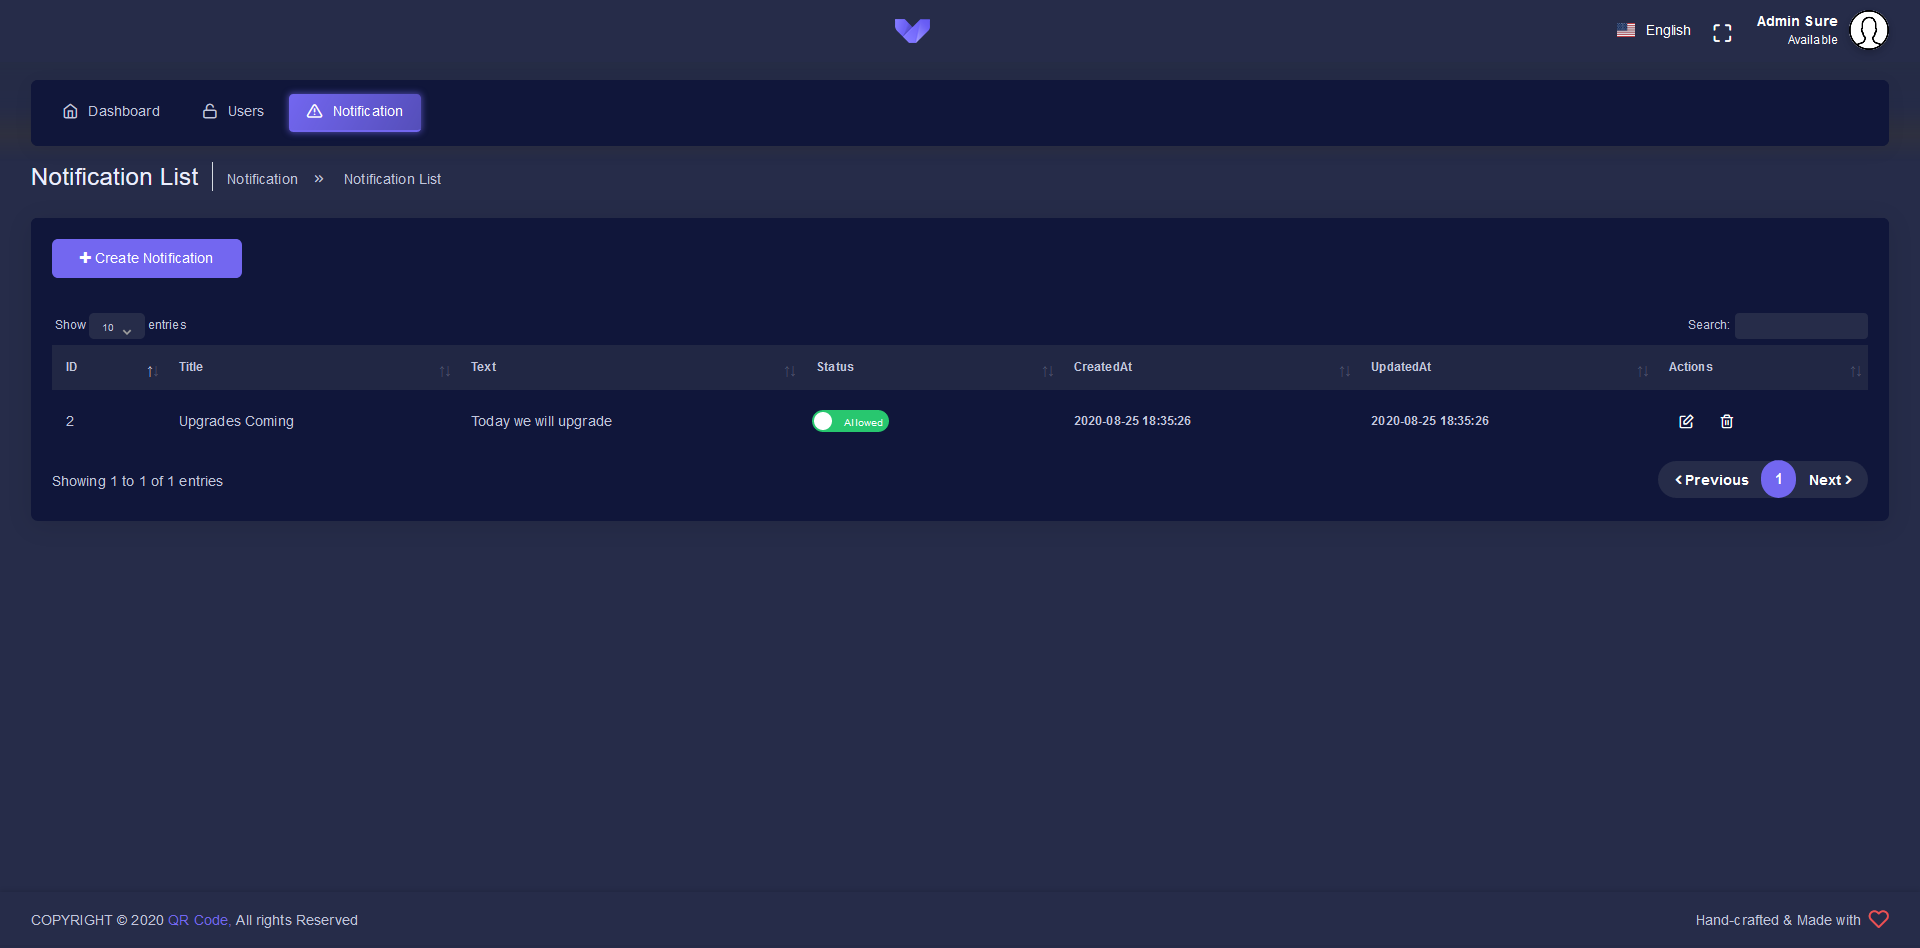 English
Admin Sure
Available
Dashboard Users Notification
Notification List Notification » Notification List
Create Notification
Show 10 entries Search:
ID Title Text Status CreatedAt UpdatedAt Actions
2 Upgrades Coming Today we will upgrade Allowed 2020-08-25 18:35:26 2020-08-25 18:35:26
Showing 1 to 1 of 1 entries Previous 1 Next
COPYRIGHT © 2020 QR Code, All rights Reserved Hand-crafted & Made with